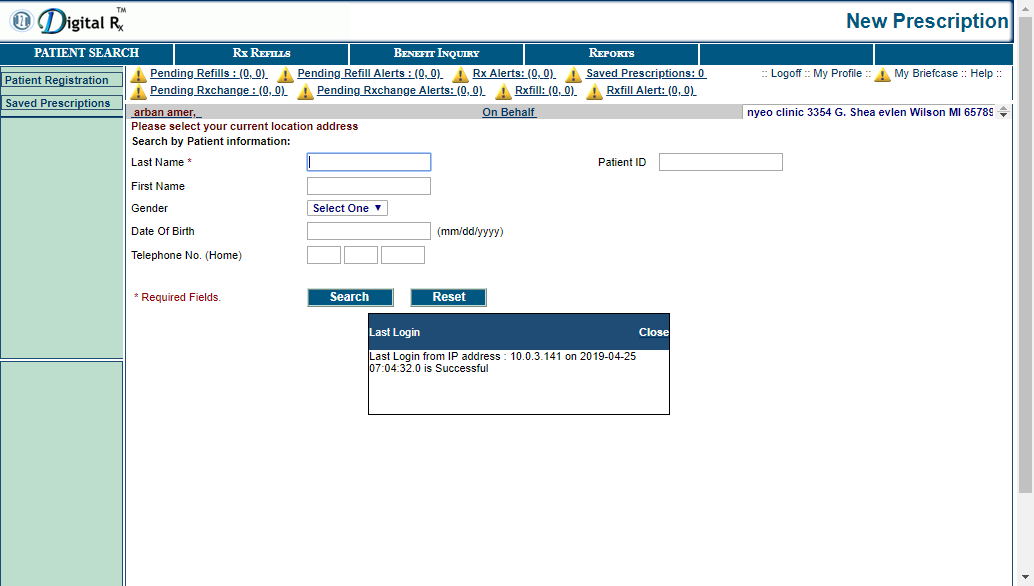 Digital Rx TM
New Prescription
PATIENT SEARCH Rx REFILLS BENEFIT INQUIRY REPORTS
Patient Registration
Saved Prescriptions
Pending Refills : (0, 0) Pending Refill Alerts : (0, 0) Rx Alerts: (0, 0) Saved Prescriptions: 0 :: Logoff :: My Profile :: My Briefcase :: Help ::
Pending Rxchange : (0, 0) Pending Rxchange Alerts: (0, 0) Rxfill: (0, 0) Rxfill Alert: (0, 0)
arban amer, On Behalf nyeo clinic 3354 G. Shea evlen Wilson MI 65789
Please select your current location address
Search by Patient information:
Last Name * Patient ID
First Name
Gender Select One
Date Of Birth (mm/dd/yyyy)
Telephone No. (Home)
* Required Fields. Search Reset
Last Login Close
Last Login from IP address : 10.0.3.141 on 2019-04-25
07:04:32.0 is Successful